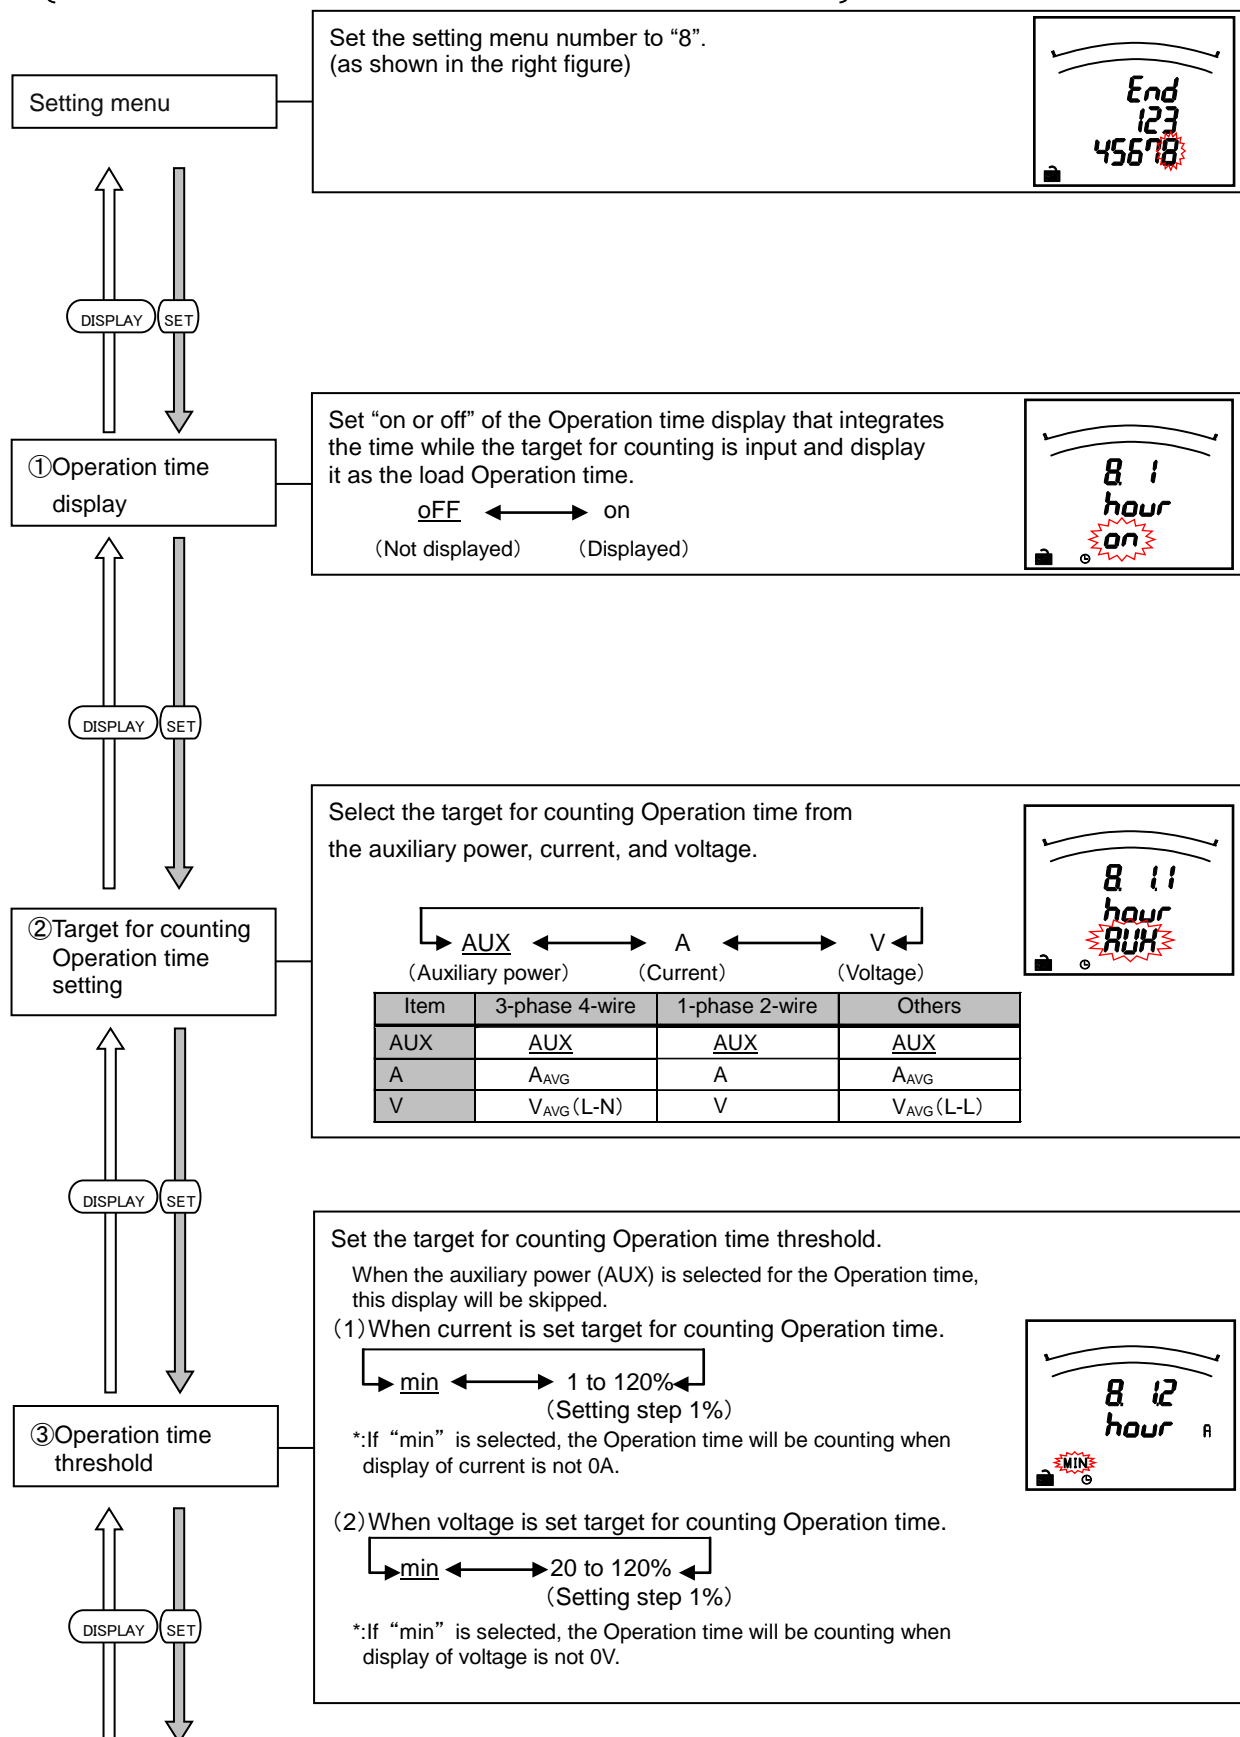 Set the setting menu number to “8”.
(as shown in the right figure)
Setting menu
End
123
45678
DISPLAY SET
Set “on or off” of the Operation time display that integrates
the time while the target for counting is input and display
it as the load Operation time.
oFF on
(Not displayed) (Displayed)
①Operation time
display
8. 1
hour
on
DISPLAY SET
Select the target for counting Operation time from
the auxiliary power, current, and voltage.
AUX A V
(Auxiliary power) (Current) (Voltage)
Item 3-phase 4-wire 1-phase 2-wire Others
AUX AUX AUX AUX
A AAVG A AAVG
V VAVG(L-N) V VAVG(L-L)
②Target for counting
Operation time
setting
8. 1.1
hour
AUX
DISPLAY SET
Set the target for counting Operation time threshold.
When the auxiliary power (AUX) is selected for the Operation time,
this display will be skipped.
(1)When current is set target for counting Operation time.
min 1 to 120%
(Setting step 1%)
*:If “min” is selected, the Operation time will be counting when
display of current is not 0A.
(2)When voltage is set target for counting Operation time.
min 20 to 120%
(Setting step 1%)
*:If “min” is selected, the Operation time will be counting when
display of voltage is not 0V.
③Operation time
threshold
8. 1.2
hour A
MIN
DISPLAY SET